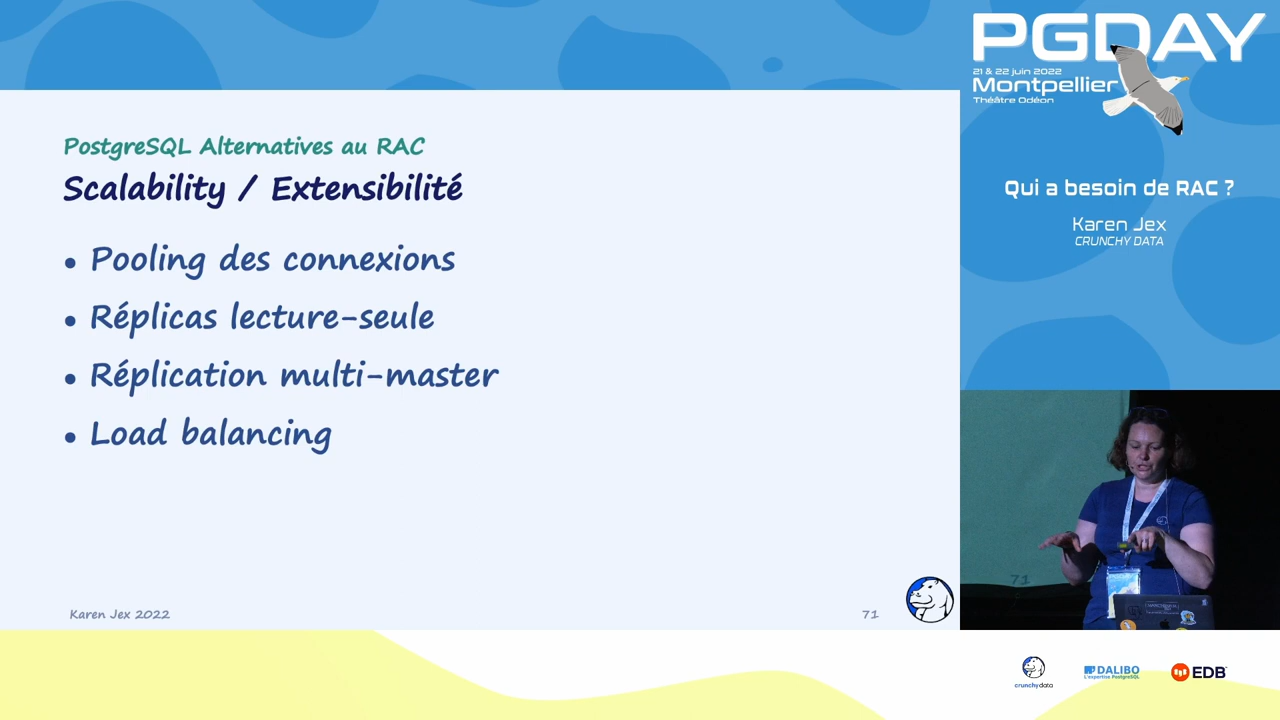 PostgreSQL Alternatives au RAC
Scalability / Extensibilité
• Pooling des connexions
• Réplicas lecture-seule
• Réplication multi-master
• Load balancing
Karen Jex 2022
71
PGDAY
21 & 22 juin 2022
Montpellier
Théâtre Odéon
Qui a besoin de RAC ?
Karen Jex
CRUNCHY DATA
71
crunchydata
DALIBO
L'expertise PostgreSQL
EDB